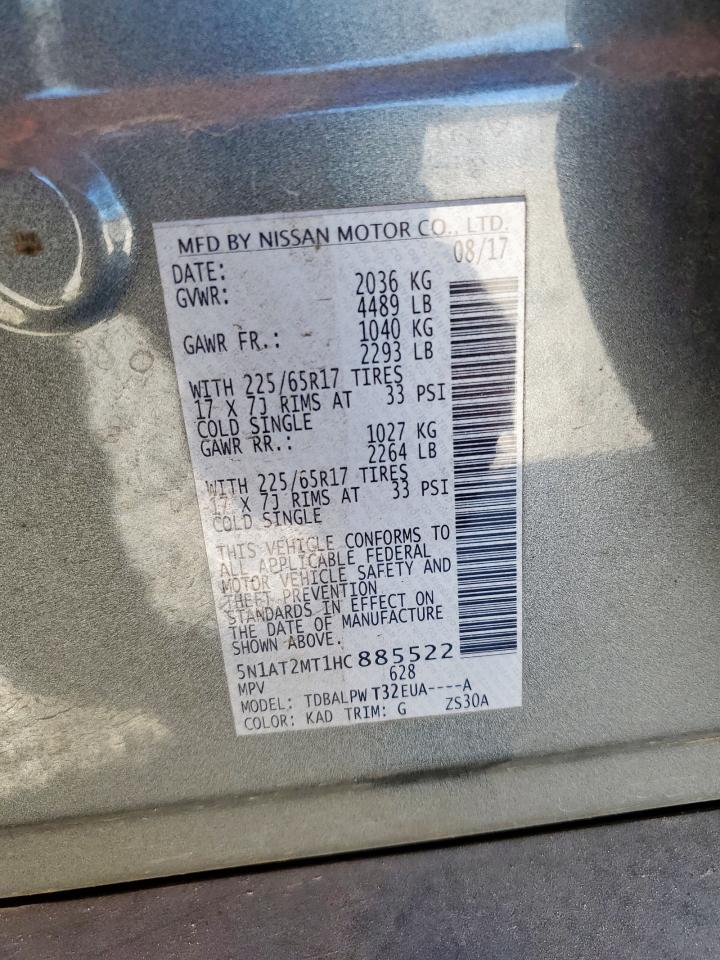 MFD BY NISSAN MOTOR CO., LTD.
DATE: 08/17
GVWR: 2036 KG
4489 LB
GAWR FR.: 1040 KG
2293 LB
WITH 225/65R17 TIRES
17 X 7J RIMS AT 33 PSI
COLD SINGLE
GAWR RR.: 1027 KG
2264 LB
WITH 225/65R17 TIRES
17 X 7J RIMS AT 33 PSI
COLD SINGLE
THIS VEHICLE CONFORMS TO
ALL APPLICABLE FEDERAL
MOTOR VEHICLE SAFETY AND
THEFT PREVENTION
STANDARDS IN EFFECT ON
THE DATE OF MANUFACTURE
SHOWN ABOVE.
5N1AT2MT1HC885522
MPV 628
MODEL: TDBALPW T32EUA----A
COLOR: KAD TRIM: G ZS30A